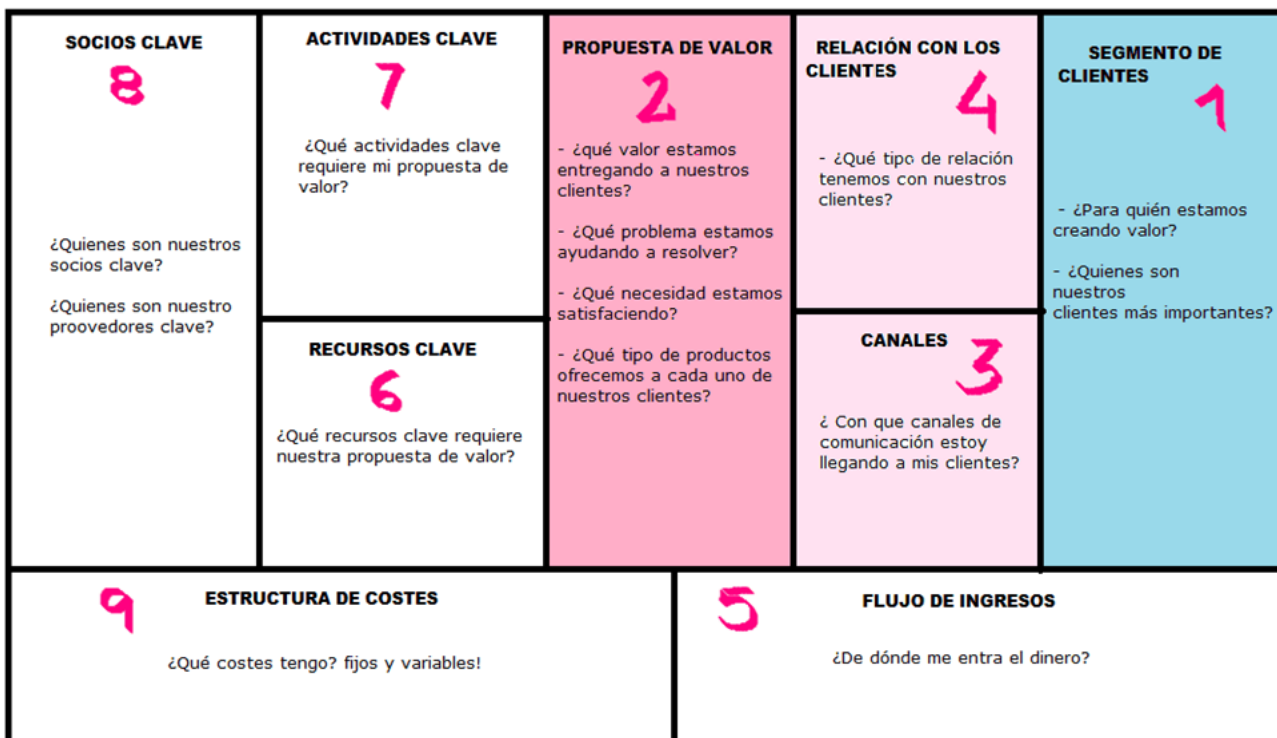 SOCIOS CLAVE
8
¿Quienes son nuestros
socios clave?
¿Quienes son nuestro
proovedores clave?
ACTIVIDADES CLAVE
7
¿Qué actividades clave
requiere mi propuesta de
valor?
RECURSOS CLAVE
6
¿Qué recursos clave requiere
nuestra propuesta de valor?
PROPUESTA DE VALOR
2
- ¿qué valor estamos
entregando a nuestros
clientes?
- ¿Qué problema estamos
ayudando a resolver?
- ¿Qué necesidad estamos
satisfaciendo?
- ¿Qué tipo de productos
ofrecemos a cada uno de
nuestros clientes?
RELACIÓN CON LOS
CLIENTES
4
- ¿Qué tipo de relación
tenemos con nuestros
clientes?
CANALES
3
¿ Con que canales de
comunicación estoy
llegando a mis clientes?
SEGMENTO DE
CLIENTES
1
- ¿Para quién estamos
creando valor?
- ¿Quienes son
nuestros
clientes más importantes?
9
ESTRUCTURA DE COSTES
¿Qué costes tengo? fijos y variables!
5
FLUJO DE INGRESOS
¿De dónde me entra el dinero?